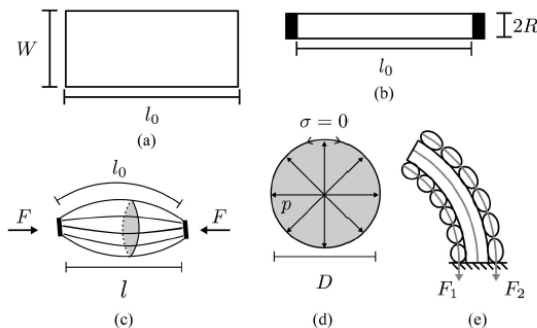 W
l₀
(a)
2R
l₀
(b)
l₀
F
F
l
(c)
σ = 0
p
D
(d)
F₁
F₂
(e)